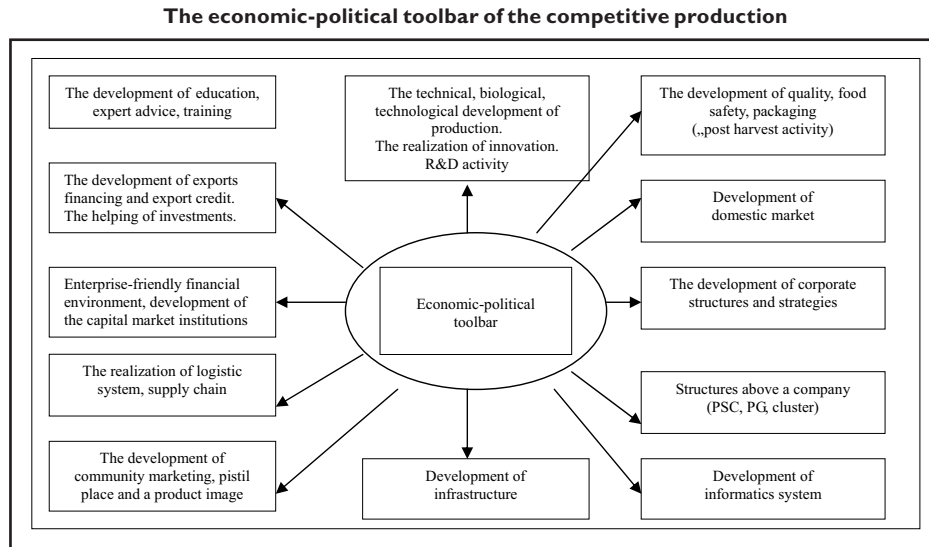 The economic-political toolbar of the competitive production
The development of education,
expert advice, training
The technical, biological,
technological development of
production.
The realization of innovation.
R&D activity
The development of quality, food
safety, packaging
(„post harvest activity)
The development of exports
financing and export credit.
The helping of investments.
Development of
domestic market
Enterprise-friendly financial
environment, development of
the capital market institutions
Economic-political
toolbar
The development of corporate
structures and strategies
The realization of logistic
system, supply chain
Structures above a company
(PSC, PG, cluster)
The development of
community marketing, pistil
place and a product image
Development of
infrastructure
Development of
informatics system